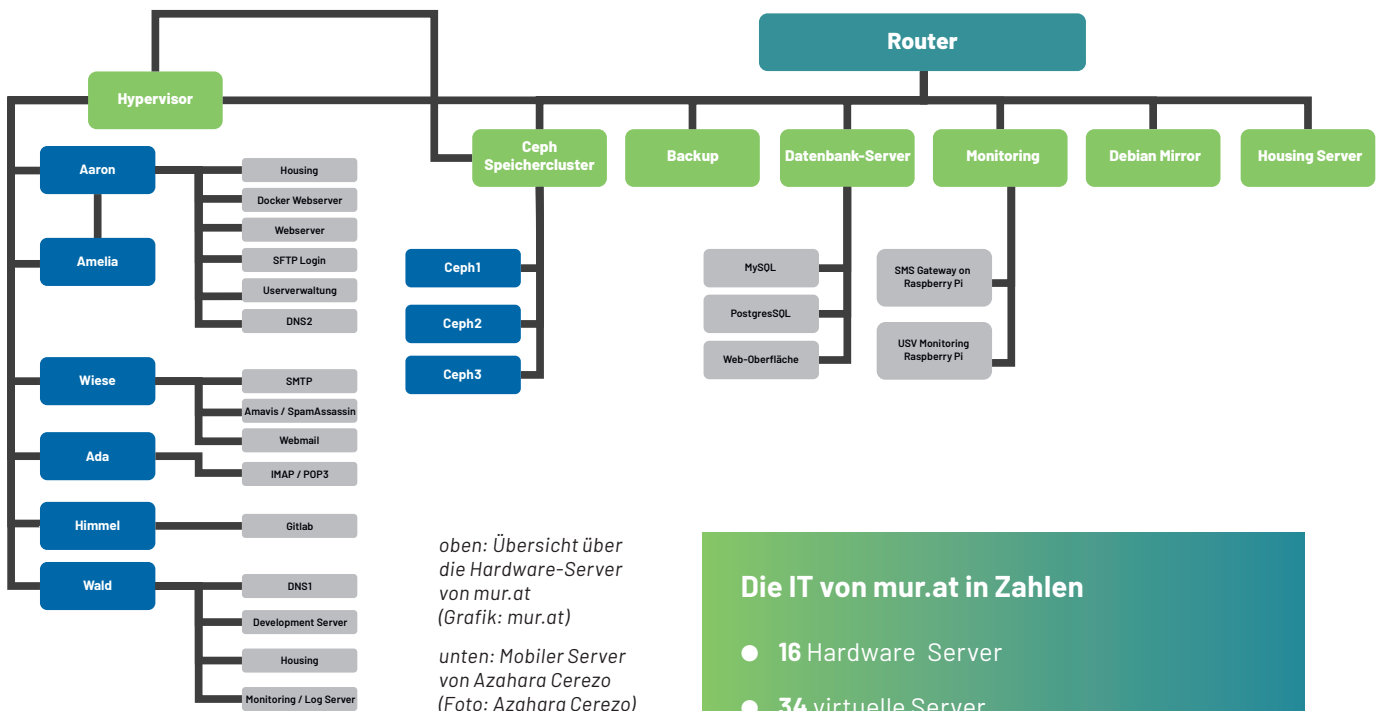 Router
Hypervisor
Ceph
Speichercluster
Backup
Datenbank-Server
Monitoring
Debian Mirror
Housing Server
Aaron
Amelia
Housing
Docker Webserver
Webserver
SFTP Login
Userverwaltung
DNS2
Wiese
SMTP
Amavis / SpamAssassin
Webmail
Ada
IMAP / POP3
Himmel
Gitlab
Wald
DNS1
Development Server
Housing
Monitoring / Log Server
Ceph1
Ceph2
Ceph3
MySQL
PostgresSQL
Web-Oberfläche
SMS Gateway on
Raspberry Pi
USV Monitoring
Raspberry Pi
oben: Übersicht über
die Hardware-Server
von mur.at
(Grafik: mur.at)
unten: Mobiler Server
von Azahara Cerezo
(Foto: Azahara Cerezo)
Die IT von mur.at in Zahlen
● 16 Hardware Server
● 34 virtuelle Server